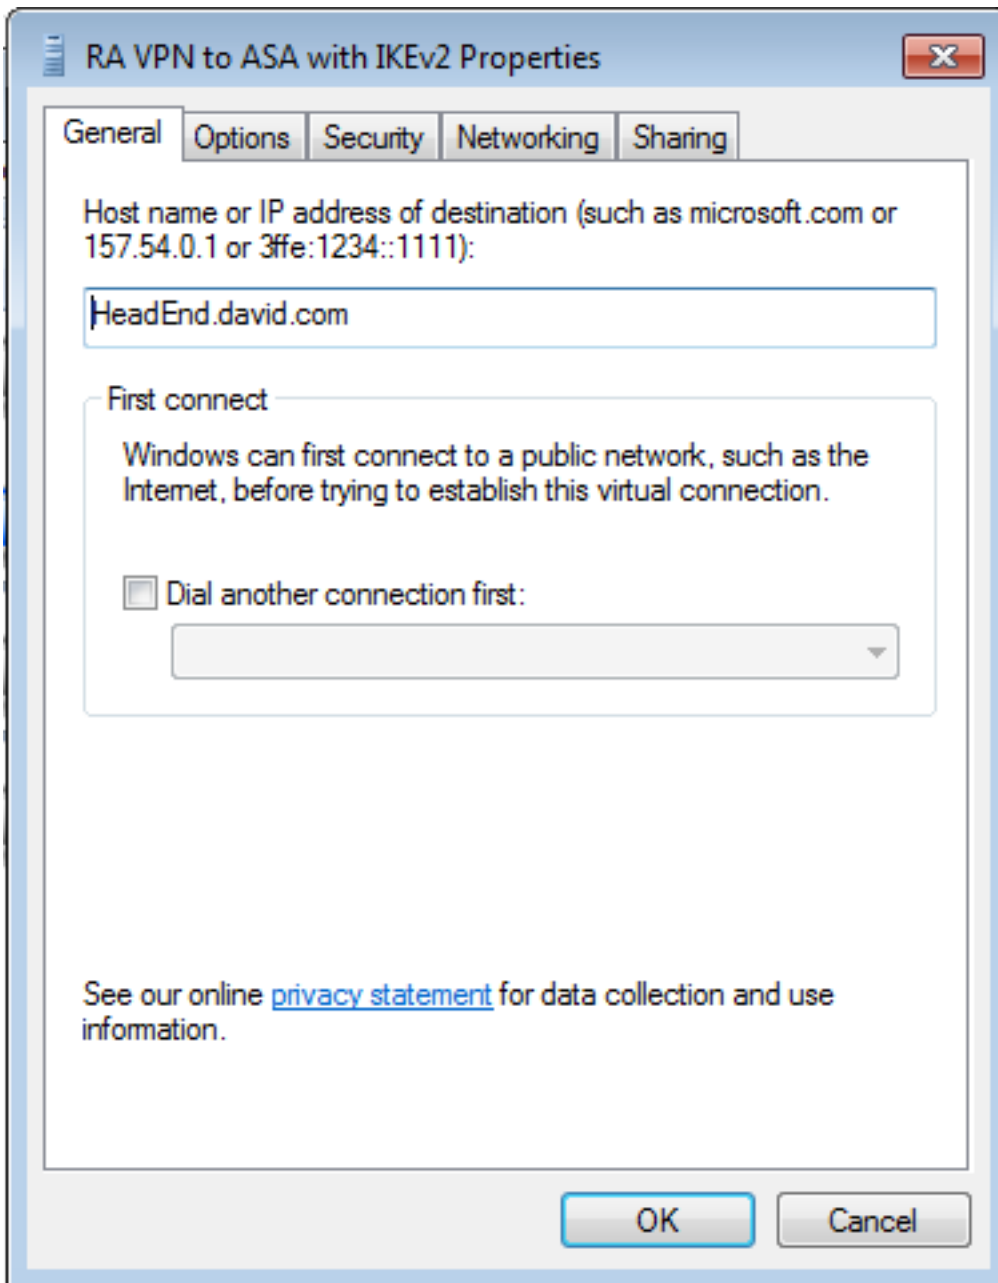 RA VPN to ASA with IKEv2 Properties
General Options Security Networking Sharing
Host name or IP address of destination (such as microsoft.com or
157.54.0.1 or 3ffe:1234::1111):
HeadEnd.david.com
First connect
Windows can first connect to a public network, such as the
Internet, before trying to establish this virtual connection.
Dial another connection first:
See our online privacy statement for data collection and use
information.
OK Cancel